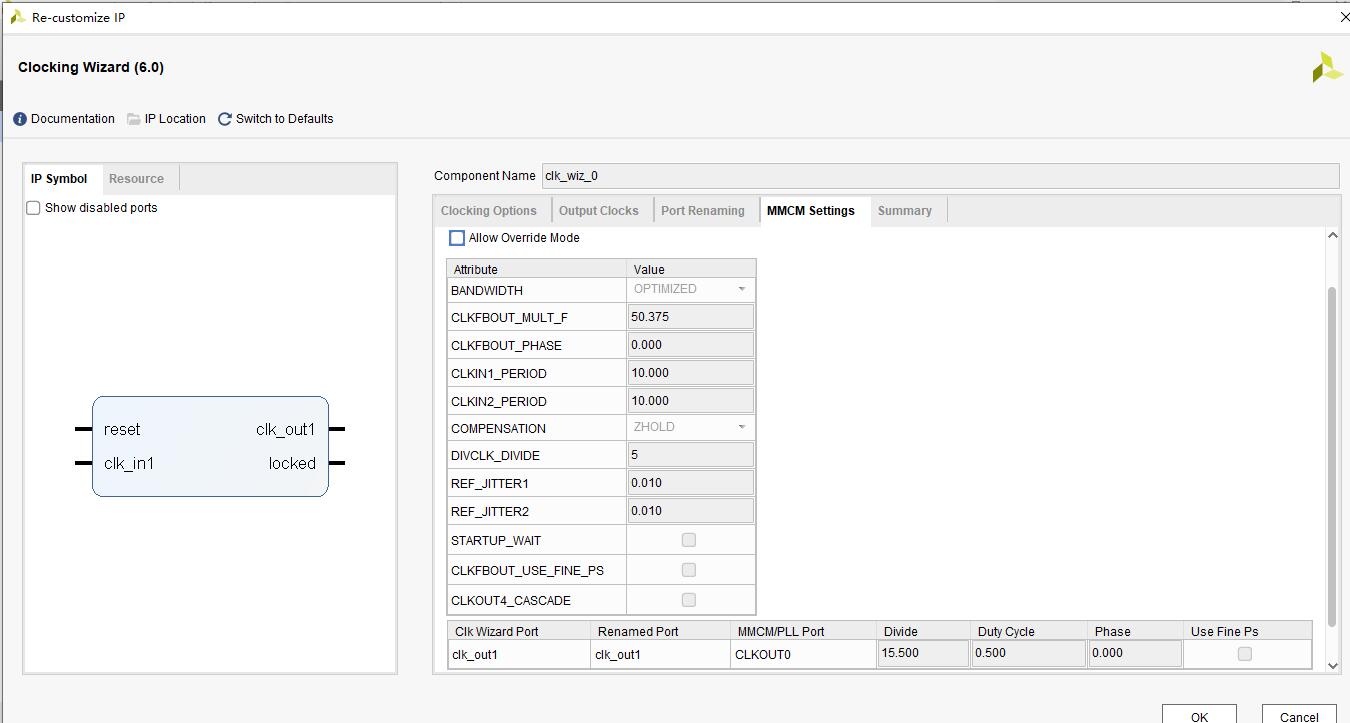 Re-customize IP
Clocking Wizard (6.0)
Documentation IP Location Switch to Defaults
IP Symbol Resource
Show disabled ports
reset clk_out1
clk_in1 locked
Component Name clk_wiz_0
Clocking Options Output Clocks Port Renaming MMCM Settings Summary
Allow Override Mode
Attribute Value
BANDWIDTH OPTIMIZED
CLKFBOUT_MULT_F 50.375
CLKFBOUT_PHASE 0.000
CLKIN1_PERIOD 10.000
CLKIN2_PERIOD 10.000
COMPENSATION ZHOLD
DIVCLK_DIVIDE 5
REF_JITTER1 0.010
REF_JITTER2 0.010
STARTUP_WAIT
CLKFBOUT_USE_FINE_PS
CLKOUT4_CASCADE
Clk Wizard Port Renamed Port MMCM/PLL Port Divide Duty Cycle Phase Use Fine Ps
clk_out1 clk_out1 CLKOUT0 15.500 0.500 0.000
OK Cancel